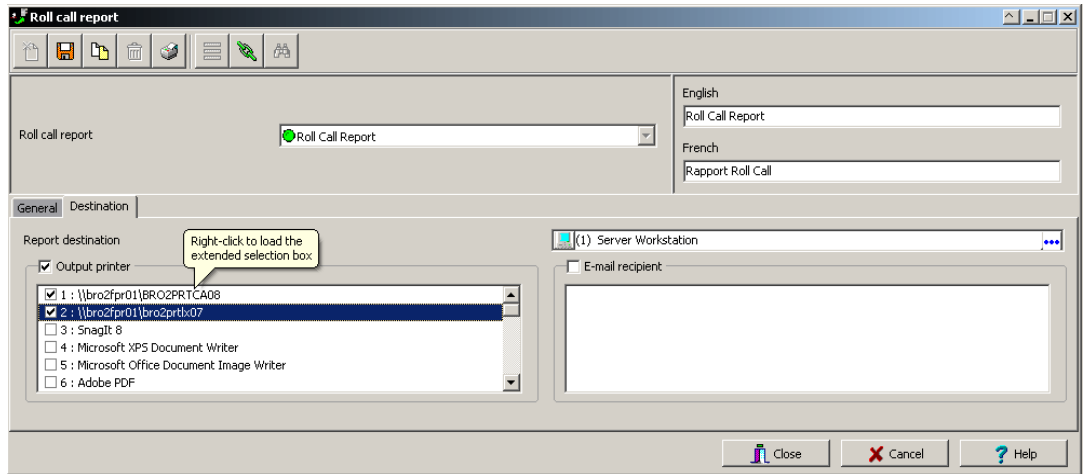 Roll call report
Roll call report
Roll Call Report
English
Roll Call Report
French
Rapport Roll Call
General
Destination
Report destination
Right-click to load the
extended selection box
(1) Server Workstation
Output printer
1 : \\bro2fpr01\BRO2PRTCA08
2 : \\bro2fpr01\bro2prtlx07
3 : SnagIt 8
4 : Microsoft XPS Document Writer
5 : Microsoft Office Document Image Writer
6 : Adobe PDF
E-mail recipient
Close
Cancel
Help